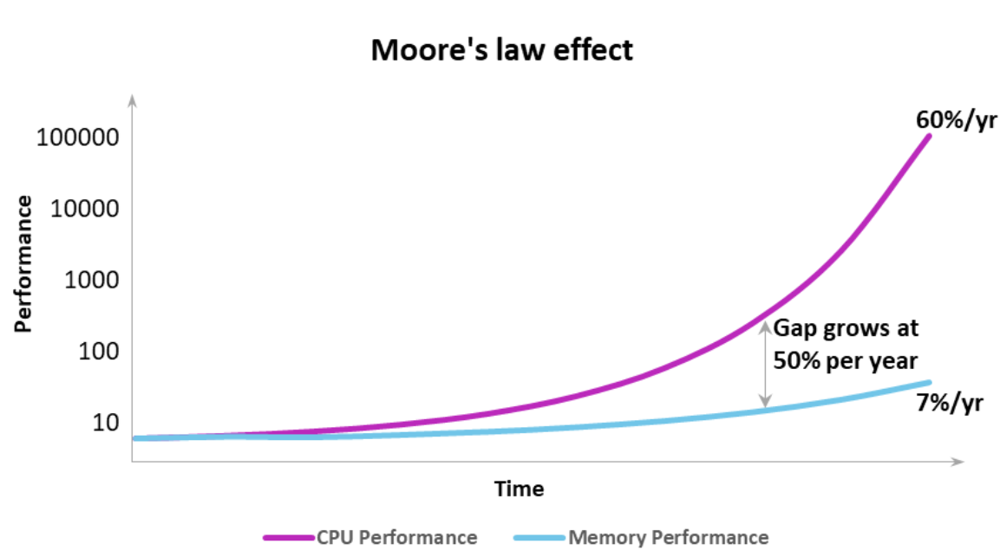 Moore's law effect
60%/yr
100000
10000
1000
100
10
Performance
Gap grows at
50% per year
7%/yr
Time
CPU Performance
Memory Performance